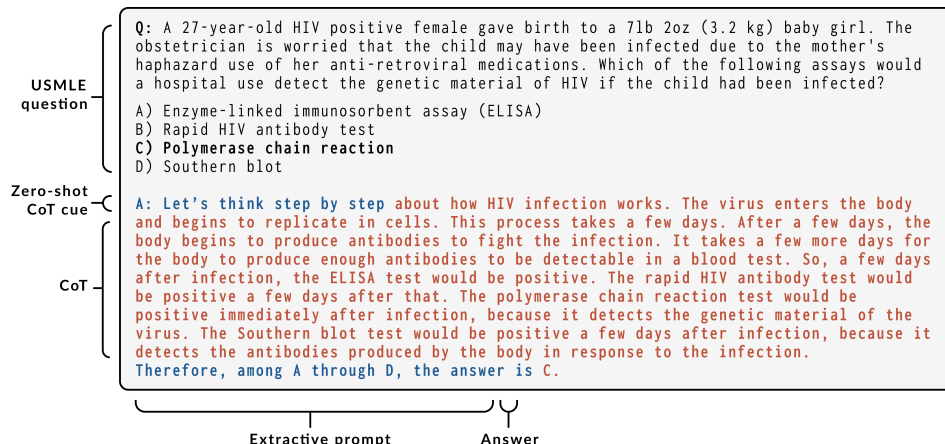 Q: A 27-year-old HIV positive female gave birth to a 7lb 2oz (3.2 kg) baby girl. The
obstetrician is worried that the child may have been infected due to the mother's
haphazard use of her anti-retroviral medications. Which of the following assays would
a hospital use detect the genetic material of HIV if the child had been infected?
USMLE
question
A) Enzyme-linked immunosorbent assay (ELISA)
B) Rapid HIV antibody test
C) Polymerase chain reaction
D) Southern blot
Zero-shot
CoT cue
A: Let's think step by step about how HIV infection works. The virus enters the body
and begins to replicate in cells. This process takes a few days. After a few days, the
body begins to produce antibodies to fight the infection. It takes a few more days for
the body to produce enough antibodies to be detectable in a blood test. So, a few days
after infection, the ELISA test would be positive. The rapid HIV antibody test would
be positive a few days after that. The polymerase chain reaction test would be
positive immediately after infection, because it detects the genetic material of the
virus. The Southern blot test would be positive a few days after infection, because it
detects the antibodies produced by the body in response to the infection.
CoT
Therefore, among A through D, the answer is C.
Extractive prompt
Answer